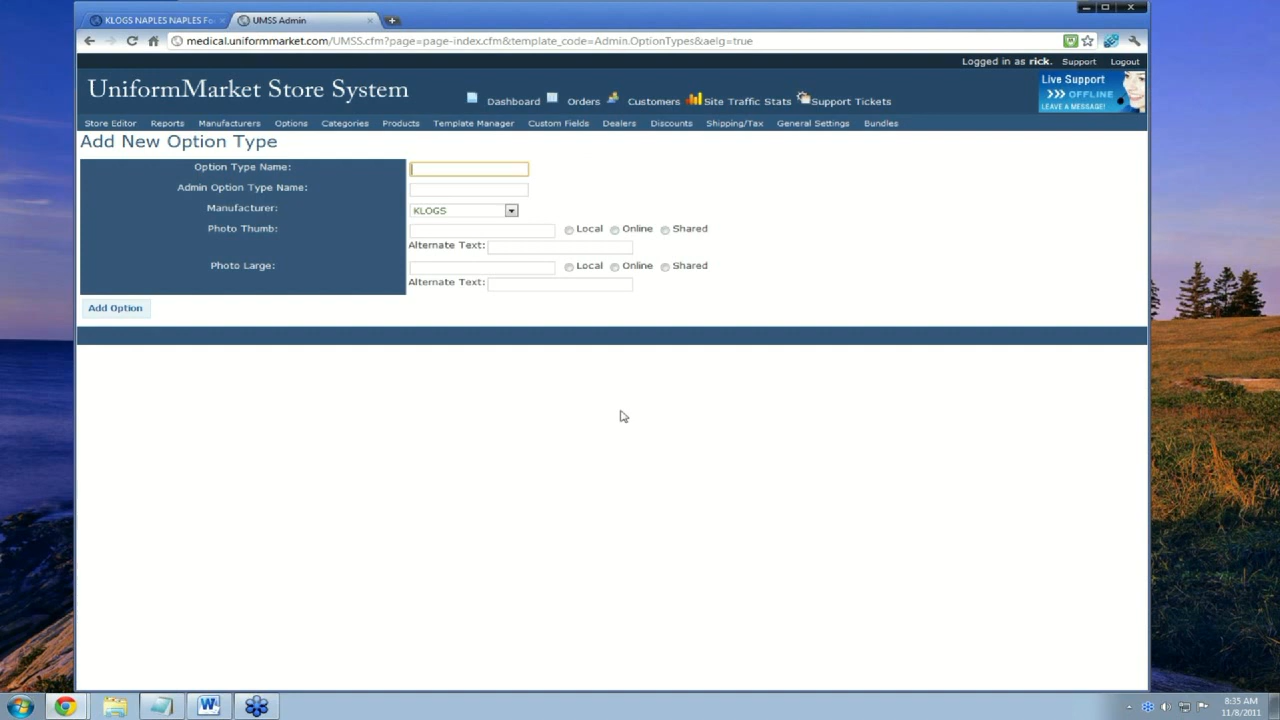 KLOGS NAPLES NAPLES Fo
UMSS Admin
medical.uniformmarket.com/UMSS.cfm?page=page-index.cfm&template_code=Admin.OptionTypes&aelg=true
Logged in as rick. Support Logout
UniformMarket Store System
Dashboard Orders Customers Site Traffic Stats Support Tickets
Live Support
>>> OFFLINE
LEAVE A MESSAGE!
Store Editor Reports Manufacturers Options Categories Products Template Manager Custom Fields Dealers Discounts Shipping/Tax General Settings Bundles
Add New Option Type
Option Type Name:
Admin Option Type Name:
Manufacturer: KLOGS
Photo Thumb: Local Online Shared
Alternate Text:
Photo Large: Local Online Shared
Alternate Text:
Add Option
8:35 AM
11/8/2011